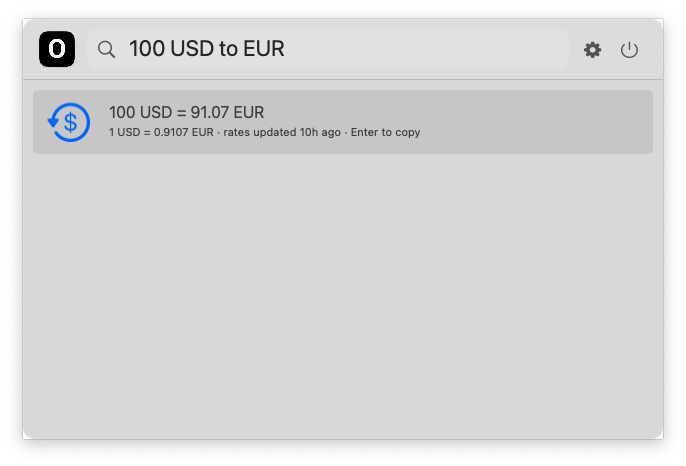 O
100 USD to EUR
$
100 USD = 91.07 EUR
1 USD = 0.9107 EUR · rates updated 10h ago · Enter to copy